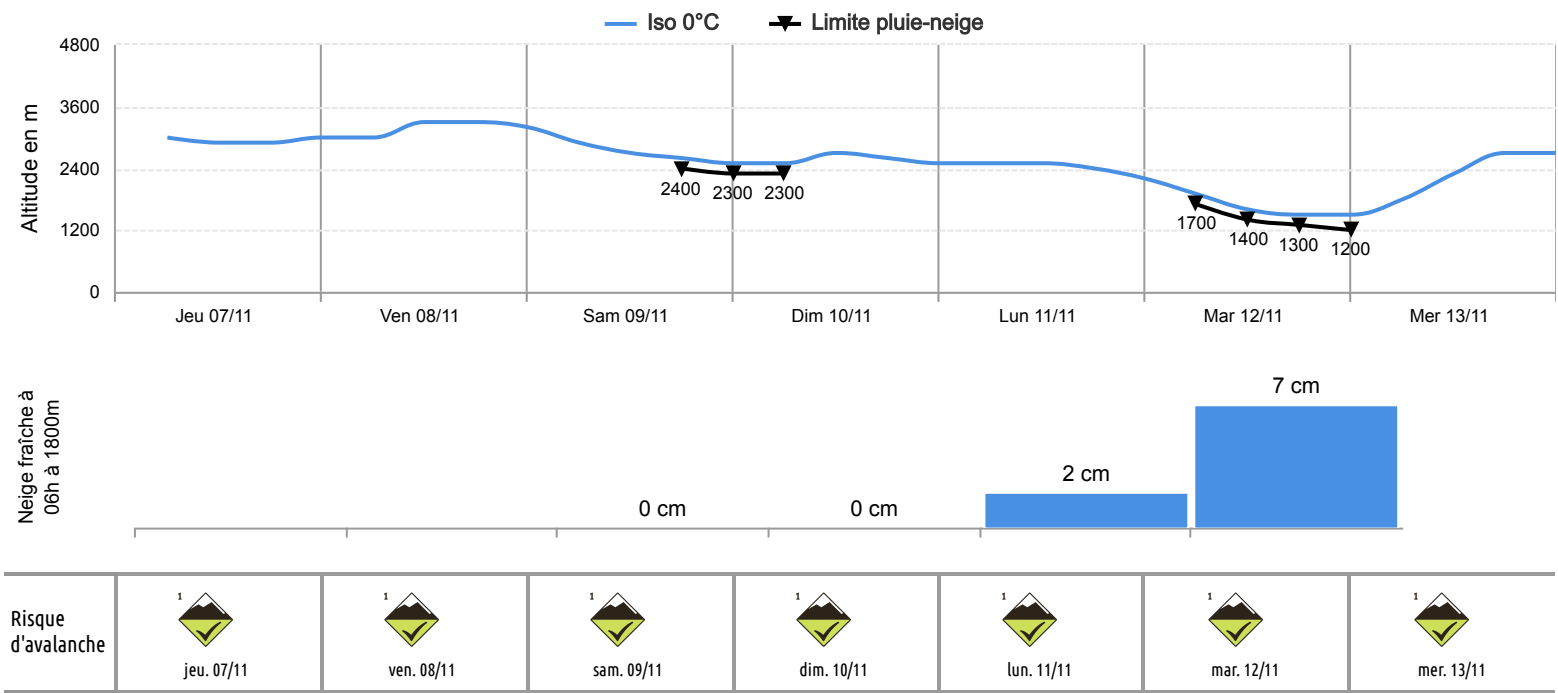 Iso 0°C
Limite pluie-neige
Altitude en m
4800
3600
2400
1200
0
2400
2300
2300
1700
1400
1300
1200
Jeu 07/11
Ven 08/11
Sam 09/11
Dim 10/11
Lun 11/11
Mar 12/11
Mer 13/11
Neige fraîche à
06h à 1800m
0 cm
0 cm
2 cm
7 cm
Risque
d'avalanche
1
jeu. 07/11
1
ven. 08/11
1
sam. 09/11
1
dim. 10/11
1
lun. 11/11
1
mar. 12/11
1
mer. 13/11